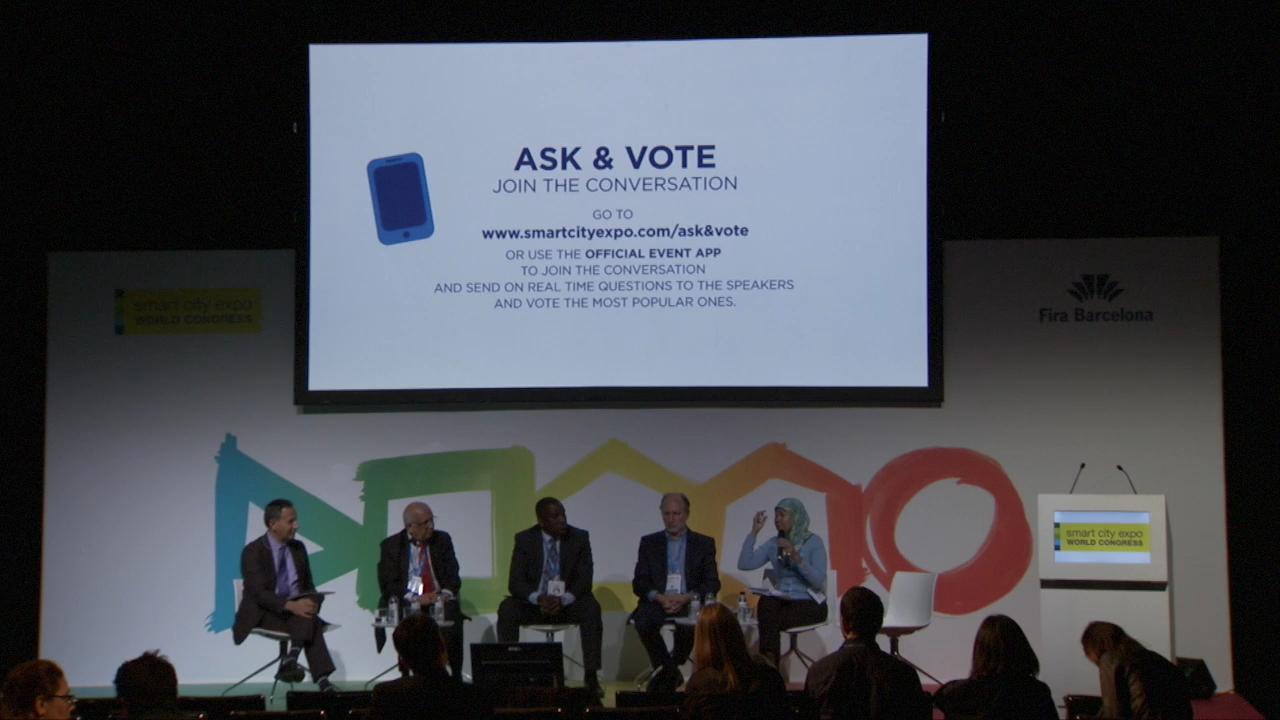 ASK & VOTE
JOIN THE CONVERSATION
GO TO
www.smartcityexpo.com/ask&vote
OR USE THE OFFICIAL EVENT APP
TO JOIN THE CONVERSATION
AND SEND ON REAL TIME QUESTIONS TO THE SPEAKERS
AND VOTE THE MOST POPULAR ONES.
smart city expo
WORLD CONGRESS
Fira Barcelona
smart city expo
WORLD CONGRESS